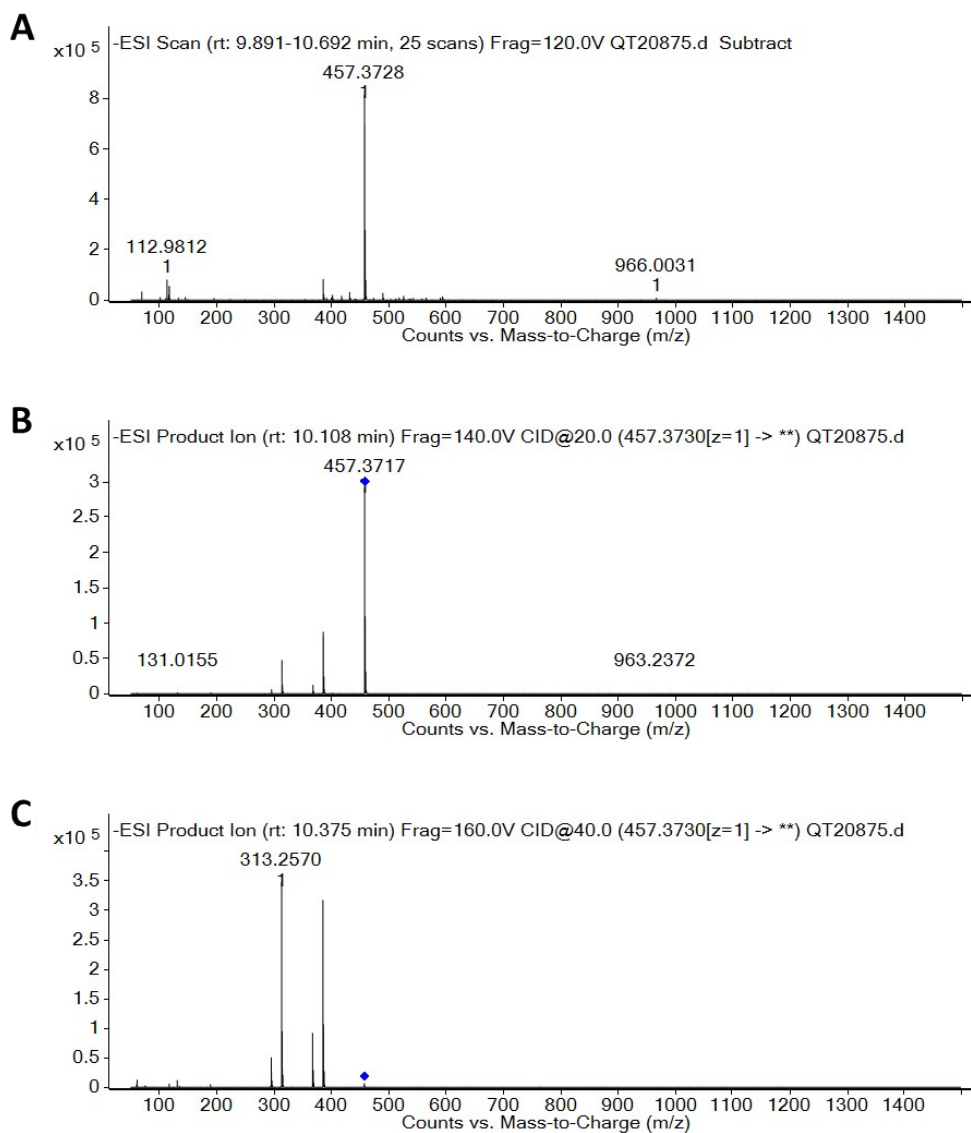 A
x10 5
-ESI Scan (rt: 9.891-10.692 min, 25 scans) Frag=120.0V QT20875.d Subtract
457.3728
1
8
6
4
2
0
112.9812
1
966.0031
1
100 200 300 400 500 600 700 800 900 1000 1100 1200 1300 1400
Counts vs. Mass-to-Charge (m/z)
B
x10 5
-ESI Product Ion (rt: 10.108 min) Frag=140.0V CID@20.0 (457.3730[z=1] -> **) QT20875.d
457.3717
3
2.5
2
1.5
1
0.5
0
131.0155
963.2372
100 200 300 400 500 600 700 800 900 1000 1100 1200 1300 1400
Counts vs. Mass-to-Charge (m/z)
C
x10 5
-ESI Product Ion (rt: 10.375 min) Frag=160.0V CID@40.0 (457.3730[z=1] -> **) QT20875.d
313.2570
1
3.5
3
2.5
2
1.5
1
0.5
0
100 200 300 400 500 600 700 800 900 1000 1100 1200 1300 1400
Counts vs. Mass-to-Charge (m/z)